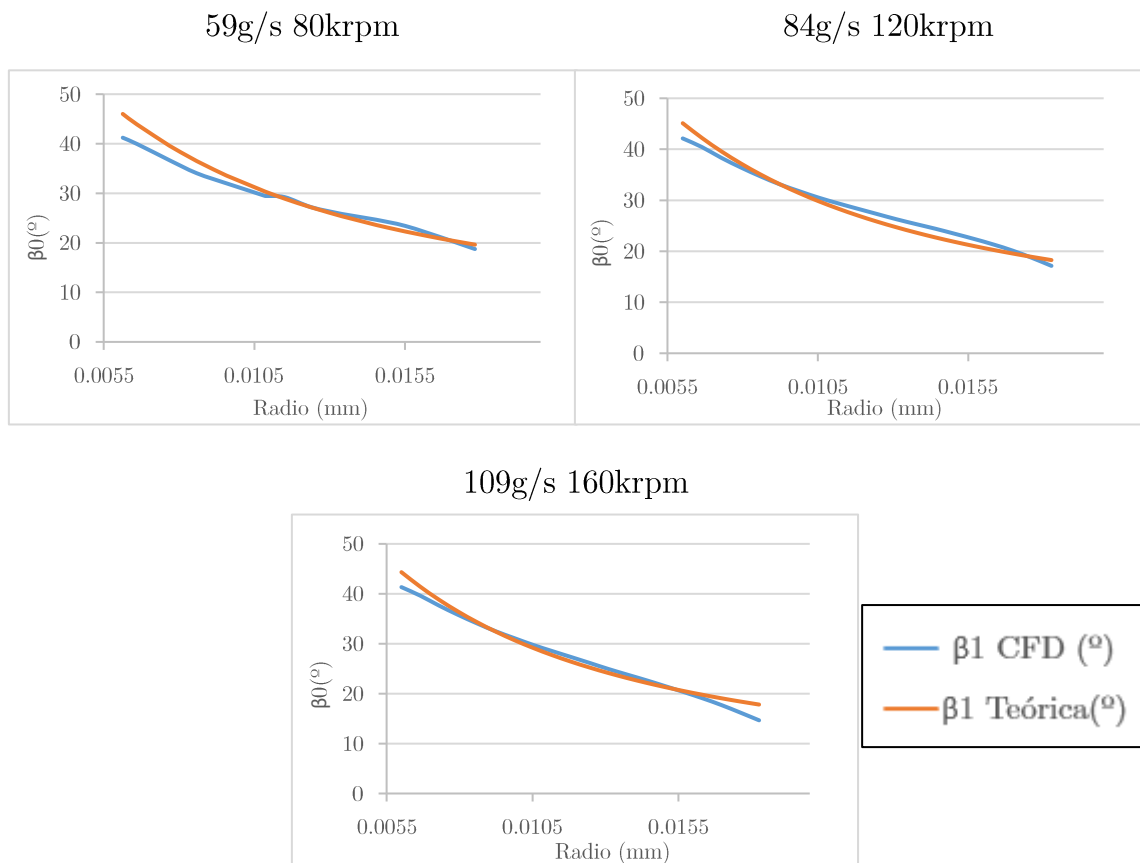 59g/s 80krpm
84g/s 120krpm
50
40
30
20
10
0
β0(º)
0.0055 0.0105 0.0155
Radio (mm)
50
40
30
20
10
0
β0(º)
0.0055 0.0105 0.0155
Radio (mm)
109g/s 160krpm
50
40
30
20
10
0
β0(º)
0.0055 0.0105 0.0155
Radio (mm)
β1 CFD (º)
β1 Teórica(º)